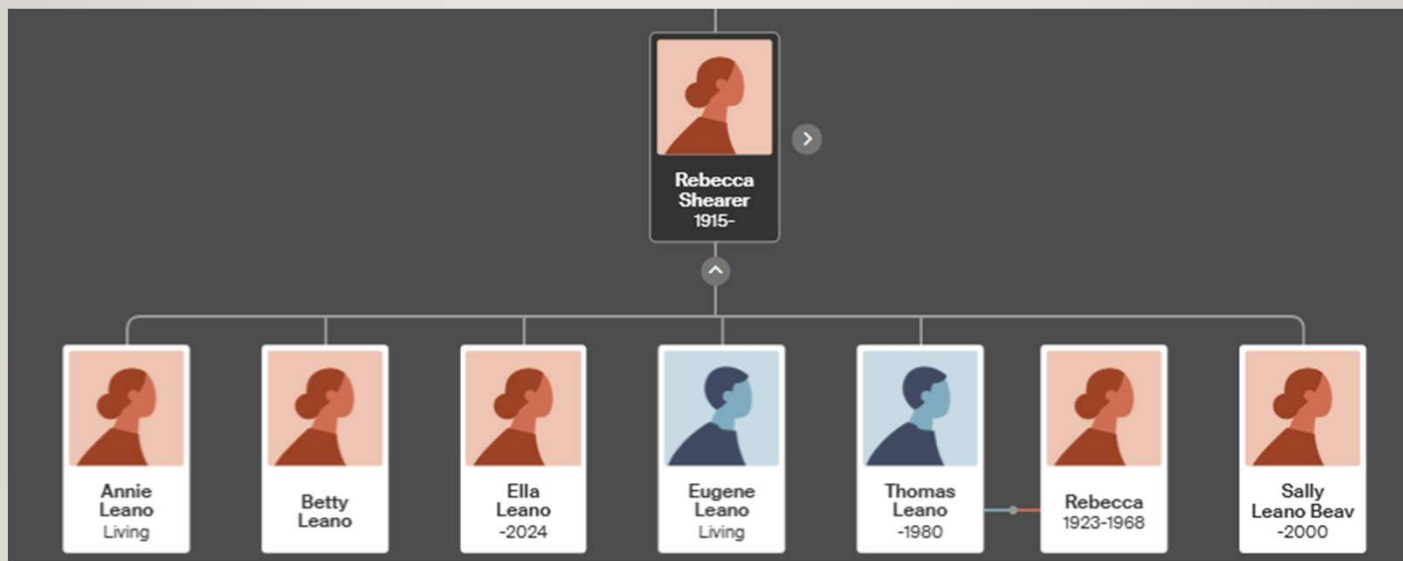 Rebecca
Shearer
1915-
Annie
Leano
Living
Betty
Leano
Ella
Leano
-2024
Eugene
Leano
Living
Thomas
Leano
-1980
Rebecca
1923-1968
Sally
Leano Beav
-2000